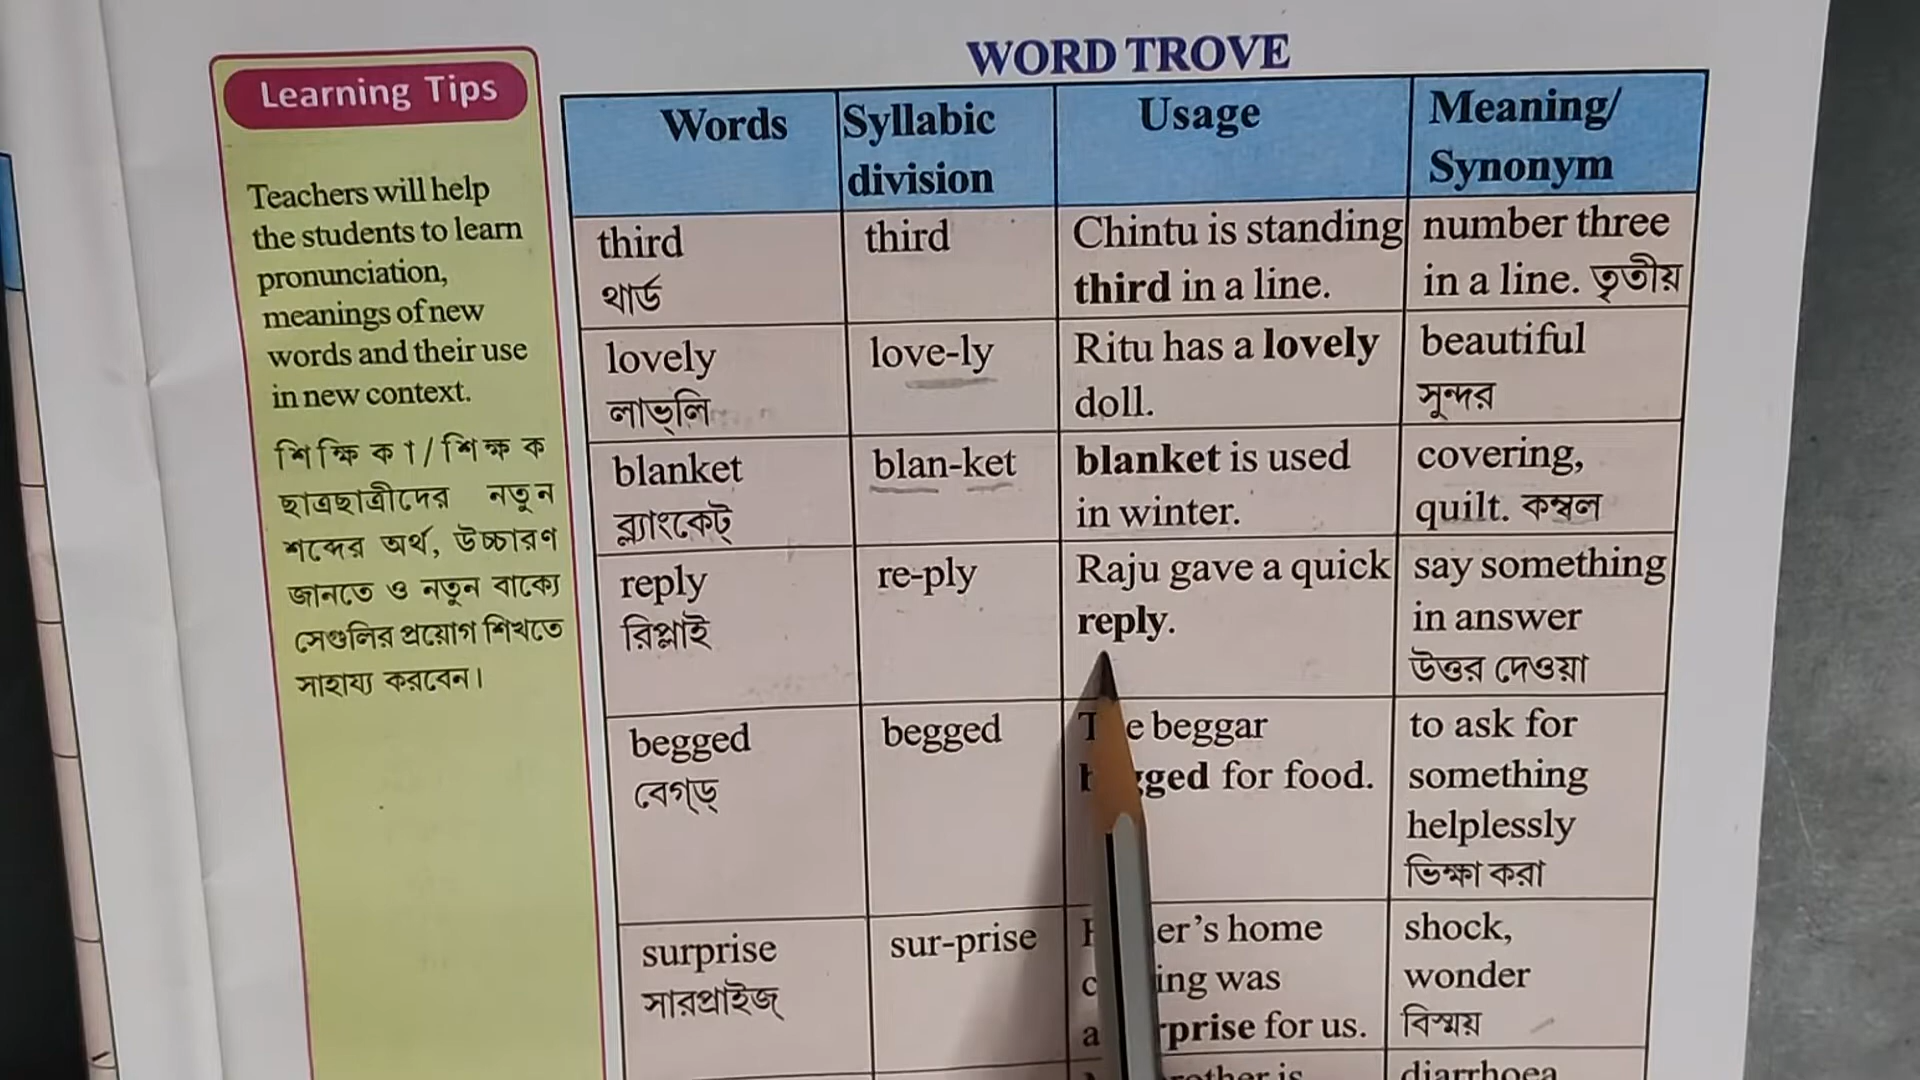 WORD TROVE
Learning Tips
Teachers will help
the students to learn
pronunciation,
meanings of new
words and their use
in new context.
শিক্ষিকা/শিক্ষক
ছাত্রছাত্রীদের নতুন
শব্দের অর্থ, উচ্চারণ
জানতে ও নতুন বাক্যে
সেগুলির প্রয়োগ শিখতে
সাহায্য করবেন।
Words
Syllabic
division
Usage
Meaning/
Synonym
third
থার্ড
third
Chintu is standing
third in a line.
number three
in a line. তৃতীয়
lovely
লাভ্‌লি
love-ly
Ritu has a lovely
doll.
beautiful
সুন্দর
blanket
ব্ল্যাংকেট্
blan-ket
blanket is used
in winter.
covering,
quilt. কম্বল
reply
রিপ্লাই
re-ply
Raju gave a quick
reply.
say something
in answer
উত্তর দেওয়া
begged
বেগ্‌ড্
begged
beggar
for food.
to ask for
something
helplessly
ভিক্ষা করা
surprise
সারপ্রাইজ্
sur-prise
home
was
for us.
shock,
wonder
বিস্ময়
is
diarrhoea